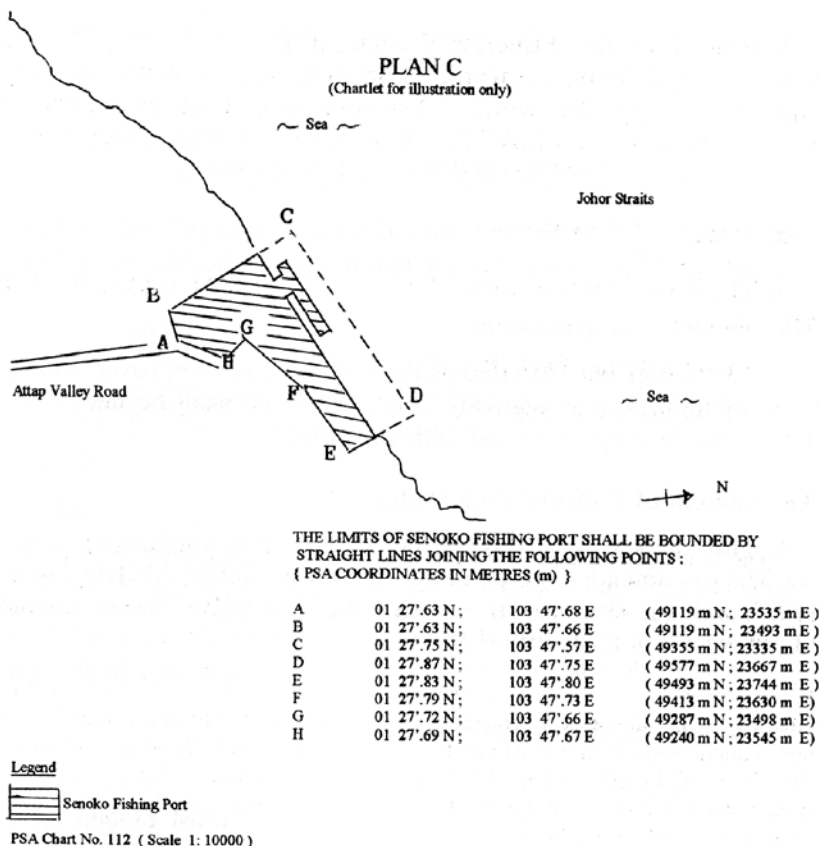 PLAN C
(Chartlet for illustration only)
~ Sea ~
Johor Straits
C
B
A
G
H
F
D
E
Attap Valley Road
~ Sea ~
N
THE LIMITS OF SENOKO FISHING PORT SHALL BE BOUNDED BY
STRAIGHT LINES JOINING THE FOLLOWING POINTS :
{ PSA COORDINATES IN METRES (m) }
A 01 27'.63 N; 103 47'.68 E ( 49119 m N ; 23535 m E )
B 01 27'.63 N; 103 47'.66 E ( 49119 m N ; 23493 m E )
C 01 27'.75 N; 103 47'.57 E ( 49355 m N ; 23335 m E )
D 01 27'.87 N; 103 47'.75 E ( 49577 m N ; 23667 m E )
E 01 27'.83 N; 103 47'.80 E ( 49493 m N ; 23744 m E )
F 01 27'.79 N; 103 47'.73 E ( 49413 m N ; 23630 m E)
G 01 27'.72 N; 103 47'.66 E ( 49287 m N ; 23498 m E)
H 01 27'.69 N; 103 47'.67 E ( 49240 m N ; 23545 m E)
Legend
Senoko Fishing Port
PSA Chart No. 112 ( Scale 1: 10000 )